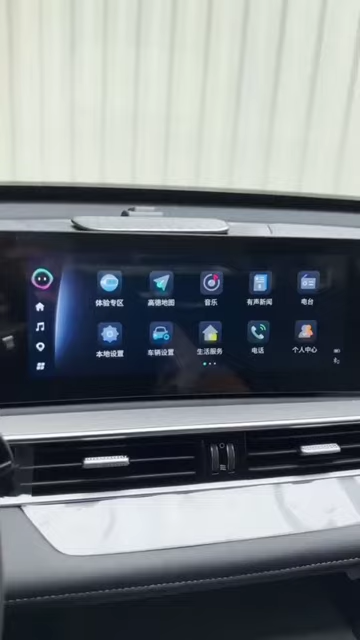 体验专区 高德地图 音乐 有声新闻 电台
本地设置 车辆设置 生活服务 电话 个人中心